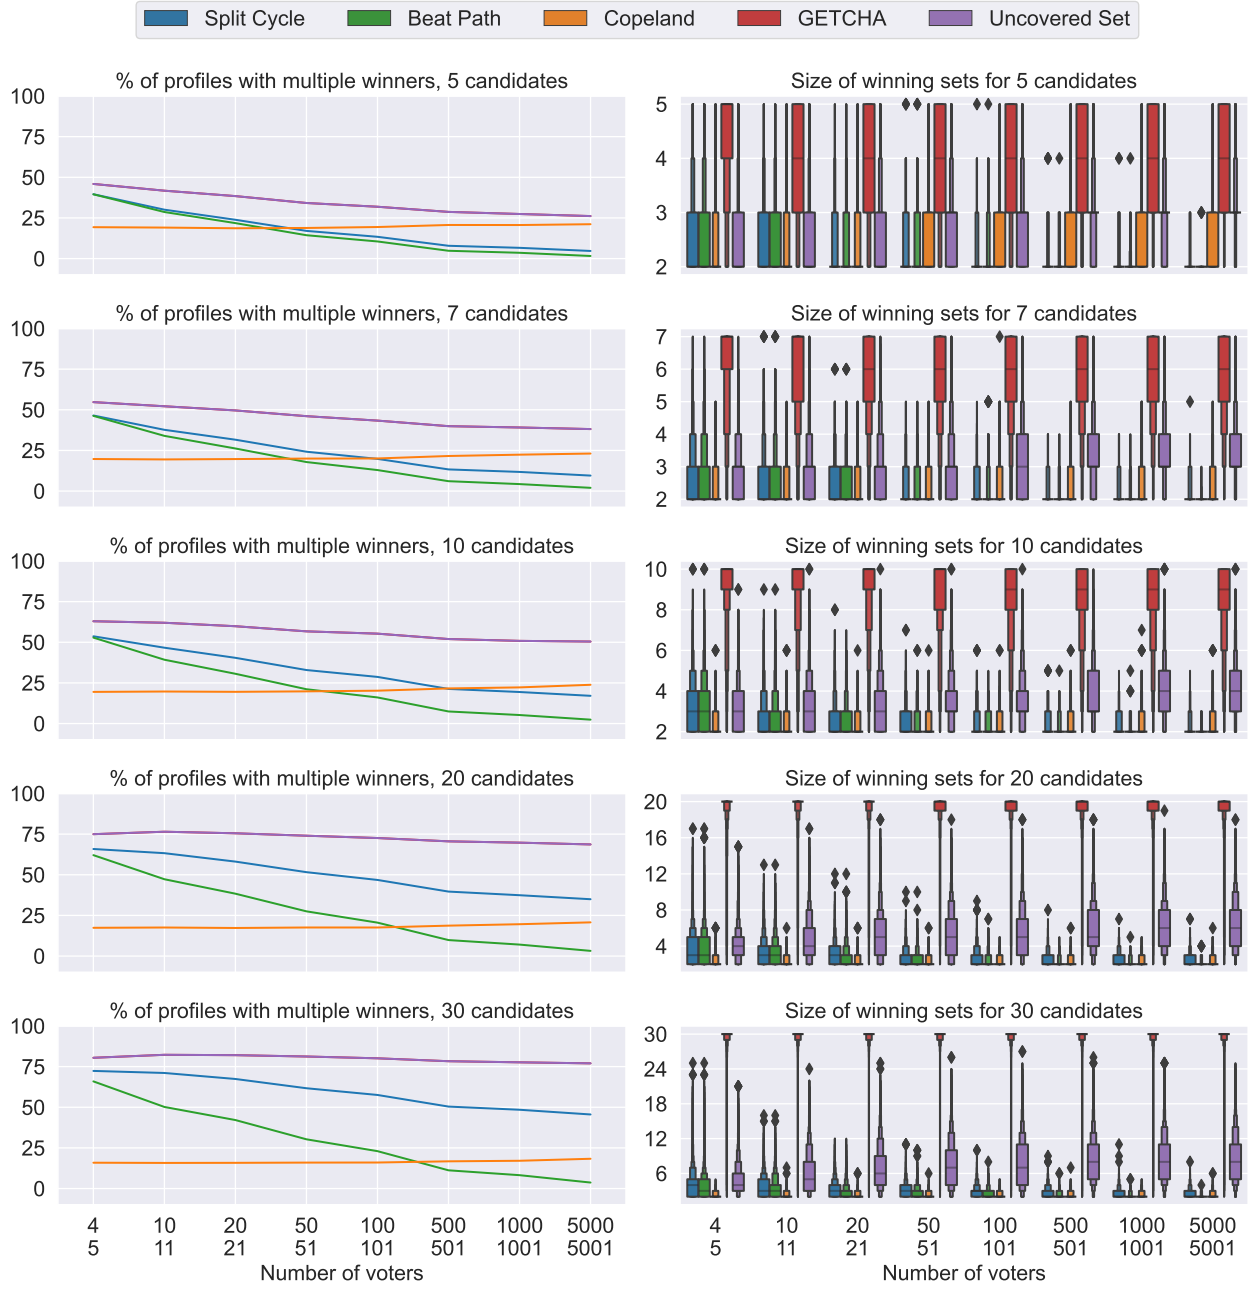 Split Cycle Beat Path Copeland GETCHA Uncovered Set
% of profiles with multiple winners, 5 candidates
100
75
50
25
0
Size of winning sets for 5 candidates
5
4
3
2
% of profiles with multiple winners, 7 candidates
100
75
50
25
0
Size of winning sets for 7 candidates
7
6
5
4
3
2
% of profiles with multiple winners, 10 candidates
100
75
50
25
0
Size of winning sets for 10 candidates
10
8
6
4
2
% of profiles with multiple winners, 20 candidates
100
75
50
25
0
Size of winning sets for 20 candidates
20
16
12
8
4
% of profiles with multiple winners, 30 candidates
100
75
50
25
0
4 10 20 50 100 500 1000 5000
5 11 21 51 101 501 1001 5001
Number of voters
Size of winning sets for 30 candidates
30
24
18
12
6
4 10 20 50 100 500 1000 5000
5 11 21 51 101 501 1001 5001
Number of voters